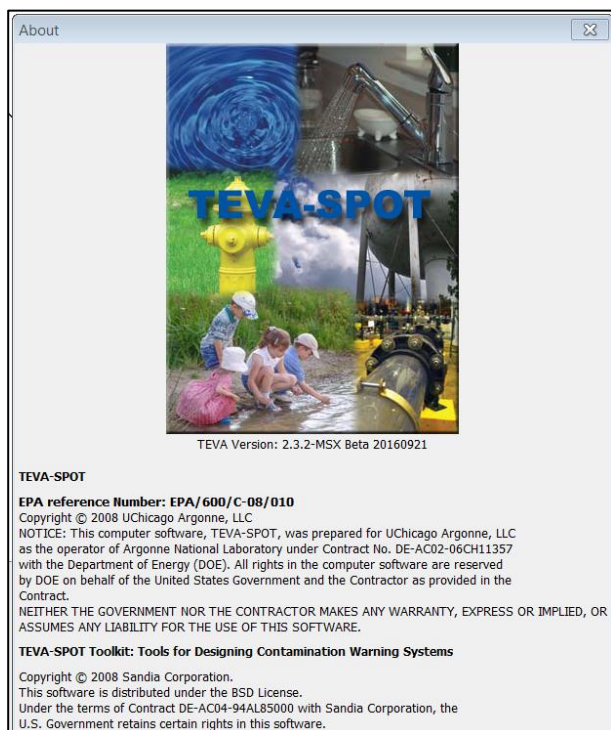 About
TEVA-SPOT
TEVA Version: 2.3.2-MSX Beta 20160921
TEVA-SPOT
EPA reference Number: EPA/600/C-08/010
Copyright © 2008 UChicago Argonne, LLC
NOTICE: This computer software, TEVA-SPOT, was prepared for UChicago Argonne, LLC
as the operator of Argonne National Laboratory under Contract No. DE-AC02-06CH11357
with the Department of Energy (DOE). All rights in the computer software are reserved
by DOE on behalf of the United States Government and the Contractor as provided in the
Contract.
NEITHER THE GOVERNMENT NOR THE CONTRACTOR MAKES ANY WARRANTY, EXPRESS OR IMPLIED, OR
ASSUMES ANY LIABILITY FOR THE USE OF THIS SOFTWARE.
TEVA-SPOT Toolkit: Tools for Designing Contamination Warning Systems
Copyright © 2008 Sandia Corporation.
This software is distributed under the BSD License.
Under the terms of Contract DE-AC04-94AL85000 with Sandia Corporation, the
U.S. Government retains certain rights in this software.